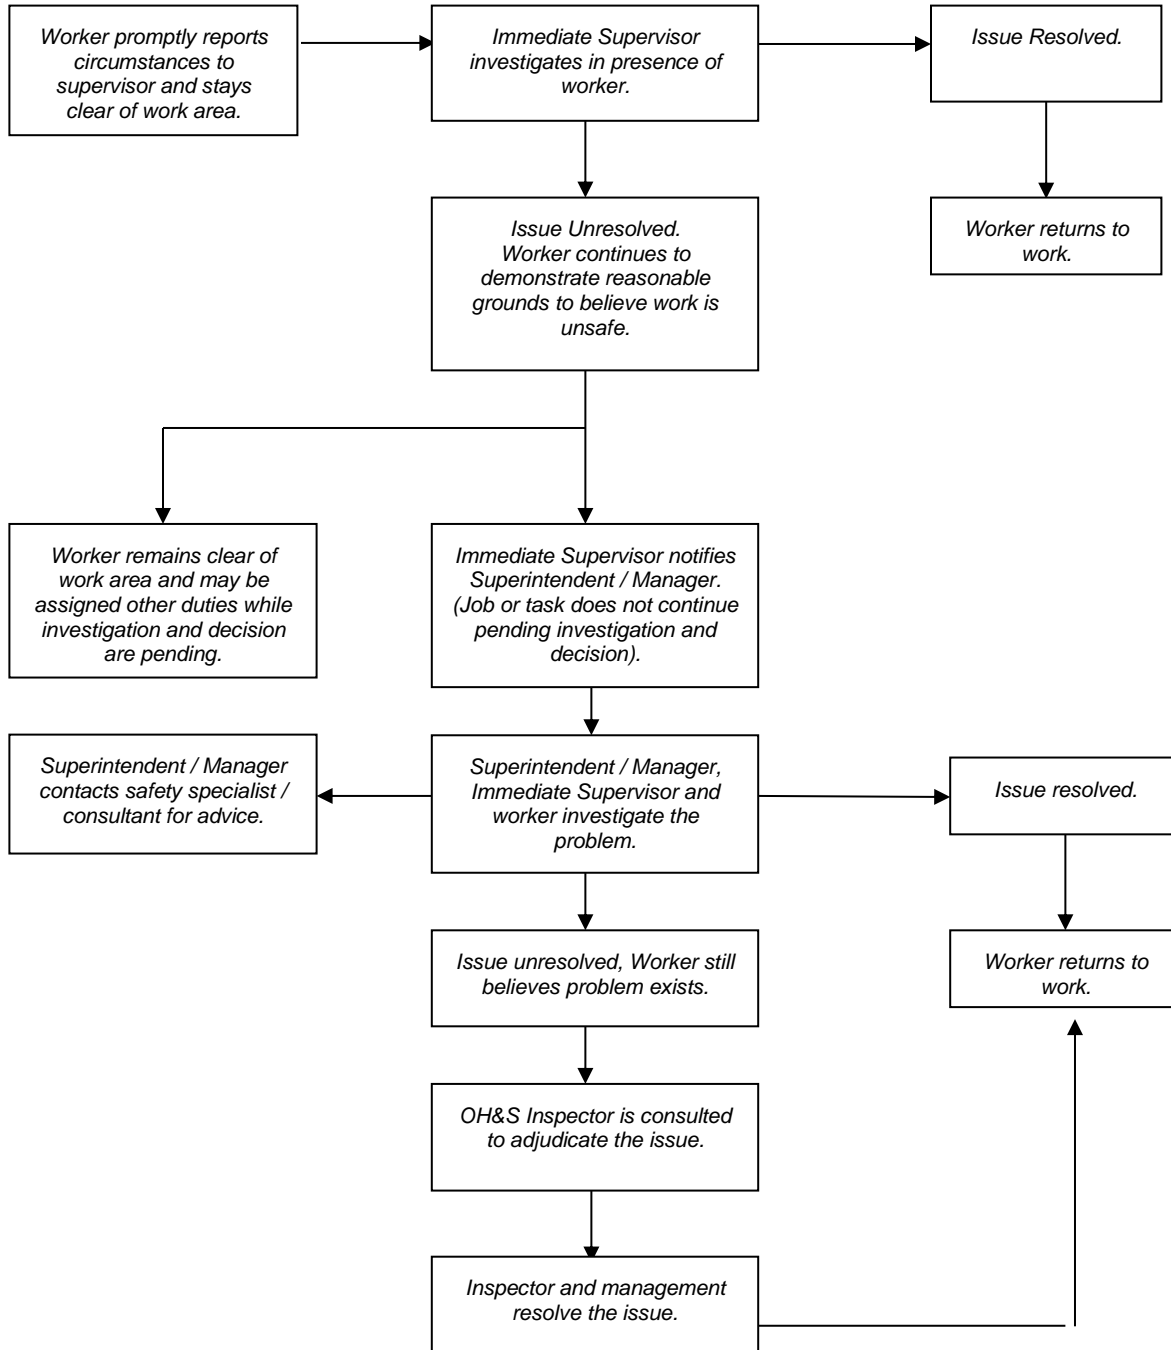 Worker promptly reports
circumstances to
supervisor and stays
clear of work area.
Immediate Supervisor
investigates in presence of
worker.
Issue Resolved.
Issue Unresolved.
Worker continues to
demonstrate reasonable
grounds to believe work is
unsafe.
Worker returns to
work.
Worker remains clear of
work area and may be
assigned other duties while
investigation and decision
are pending.
Immediate Supervisor notifies
Superintendent / Manager.
(Job or task does not continue
pending investigation and
decision).
Superintendent / Manager
contacts safety specialist /
consultant for advice.
Superintendent / Manager,
Immediate Supervisor and
worker investigate the
problem.
Issue resolved.
Issue unresolved, Worker still
believes problem exists.
Worker returns to
work.
OH&S Inspector is consulted
to adjudicate the issue.
Inspector and management
resolve the issue.